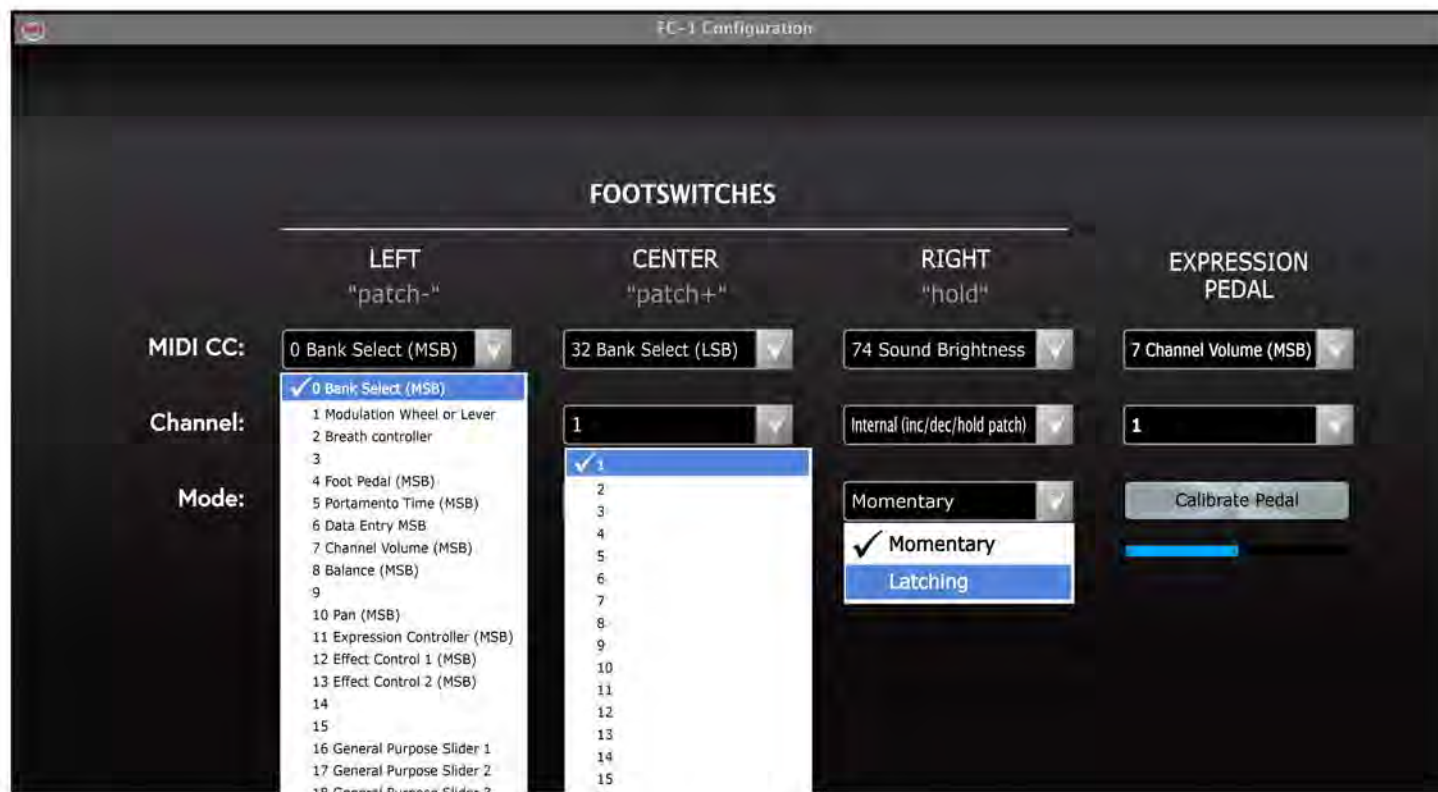 FC-1 Configuration
FOOTSWITCHES
LEFT
"patch-"
CENTER
"patch+"
RIGHT
"hold"
EXPRESSION
PEDAL
MIDI CC:
0 Bank Select (MSB)
32 Bank Select (LSB)
74 Sound Brightness
7 Channel Volume (MSB)
✓ 0 Bank Select (MSB)
1 Modulation Wheel or Lever
2 Breath controller
3
4 Foot Pedal (MSB)
5 Portamento Time (MSB)
6 Data Entry MSB
7 Channel Volume (MSB)
8 Balance (MSB)
9
10 Pan (MSB)
11 Expression Controller (MSB)
12 Effect Control 1 (MSB)
13 Effect Control 2 (MSB)
14
15
16 General Purpose Slider 1
17 General Purpose Slider 2
18 General Purpose Slider 3
Channel:
1
Internal (inc/dec/hold patch)
1
✓ 1
2
3
4
5
6
7
8
9
10
11
12
13
14
15
Mode:
Momentary
✓ Momentary
Latching
Calibrate Pedal